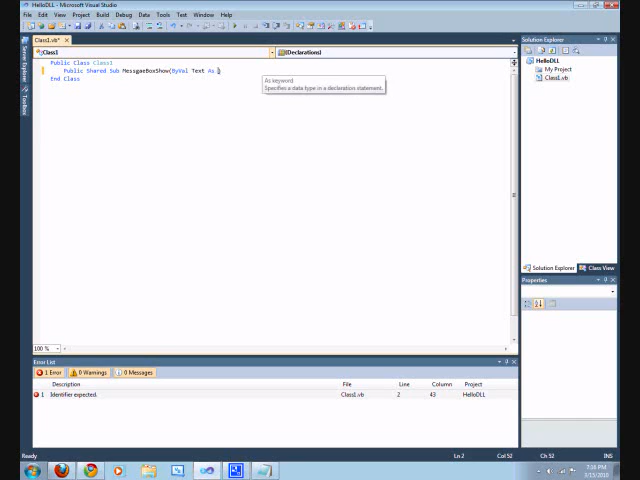 HelloDLL - Microsoft Visual Studio
File Edit View Project Build Debug Data Tools Test Window Help
Class1.vb*
Class1
(Declarations)
Public Class Class1
Public Shared Sub MessgaeBoxShow(ByVal Text As )
End Class
As keyword
Specifies a data type in a declaration statement.
Server Explorer
Toolbox
Solution Explorer
HelloDLL
My Project
Class1.vb
Solution Explorer Class View
Properties
100 %
Error List
1 Error 0 Warnings 0 Messages
Description File Line Column Project
1 Identifier expected. Class1.vb 2 43 HelloDLL
Ready Ln 2 Col 52 Ch 52 INS